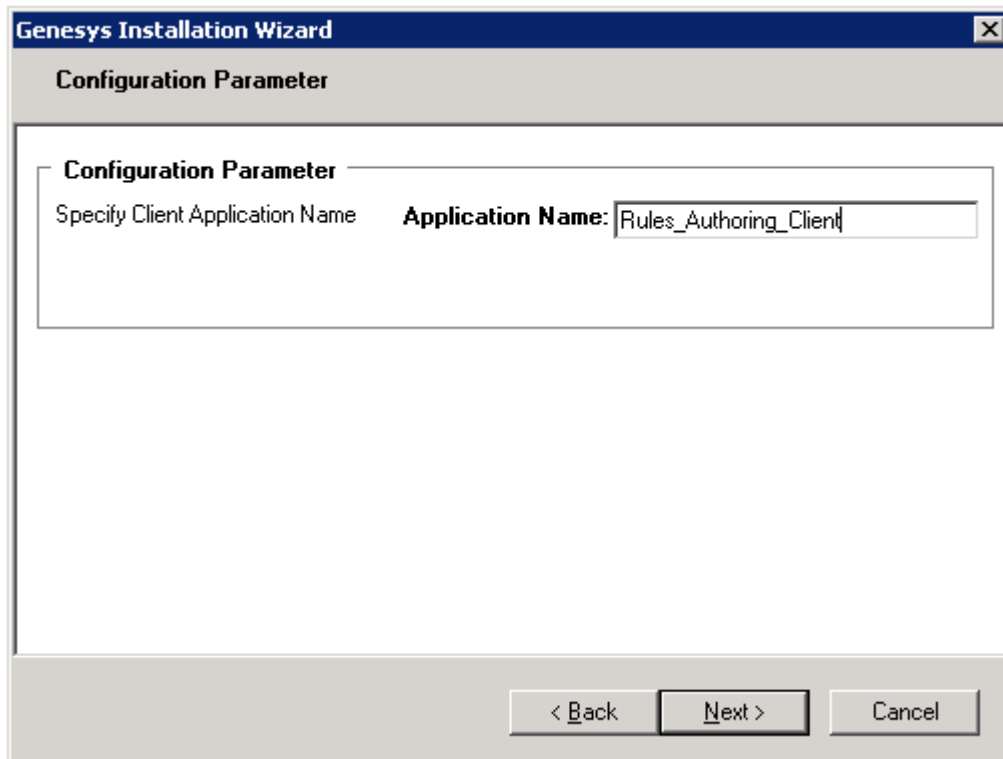 Genesys Installation Wizard
Configuration Parameter
Configuration Parameter
Specify Client Application Name Application Name: Rules_Authoring_Client
< Back Next > Cancel